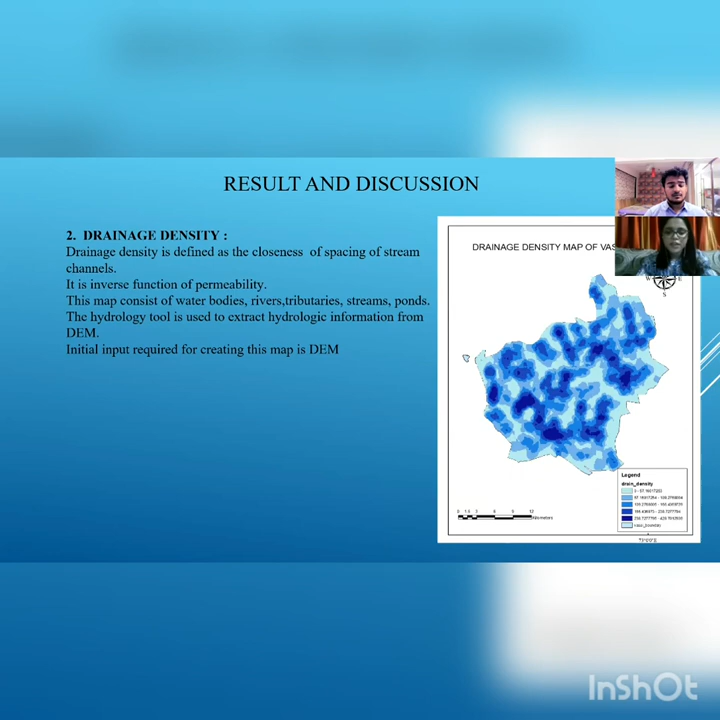 RESULT AND DISCUSSION
2. DRAINAGE DENSITY :
Drainage density is defined as the closeness of spacing of stream
channels.
It is inverse function of permeability.
This map consist of water bodies, rivers,tributaries, streams, ponds.
The hydrology tool is used to extract hydrologic information from
DEM.
Initial input required for creating this map is DEM
DRAINAGE DENSITY MAP OF VAS
W E
S
Legend
drain_density
Kilometers
InShOt